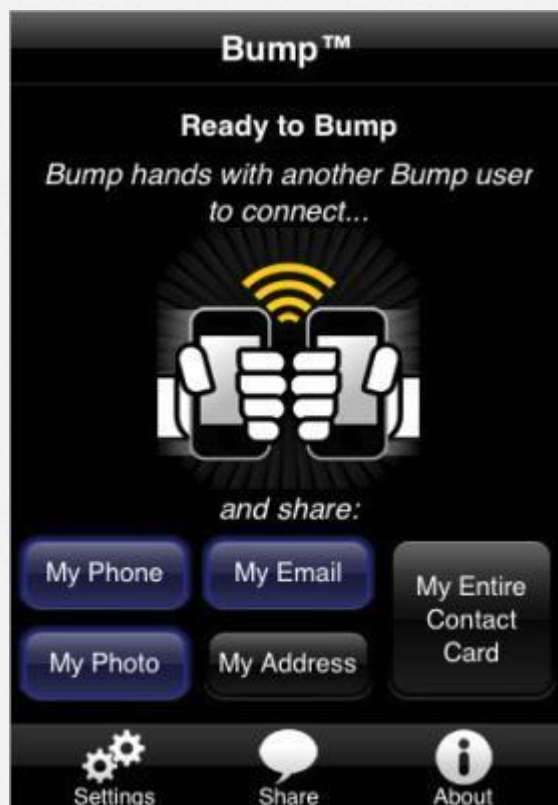 Bump™
Ready to Bump
Bump hands with another Bump user
to connect...
and share:
My Phone
My Email
My Entire
Contact
Card
My Photo
My Address
Settings
Share
About